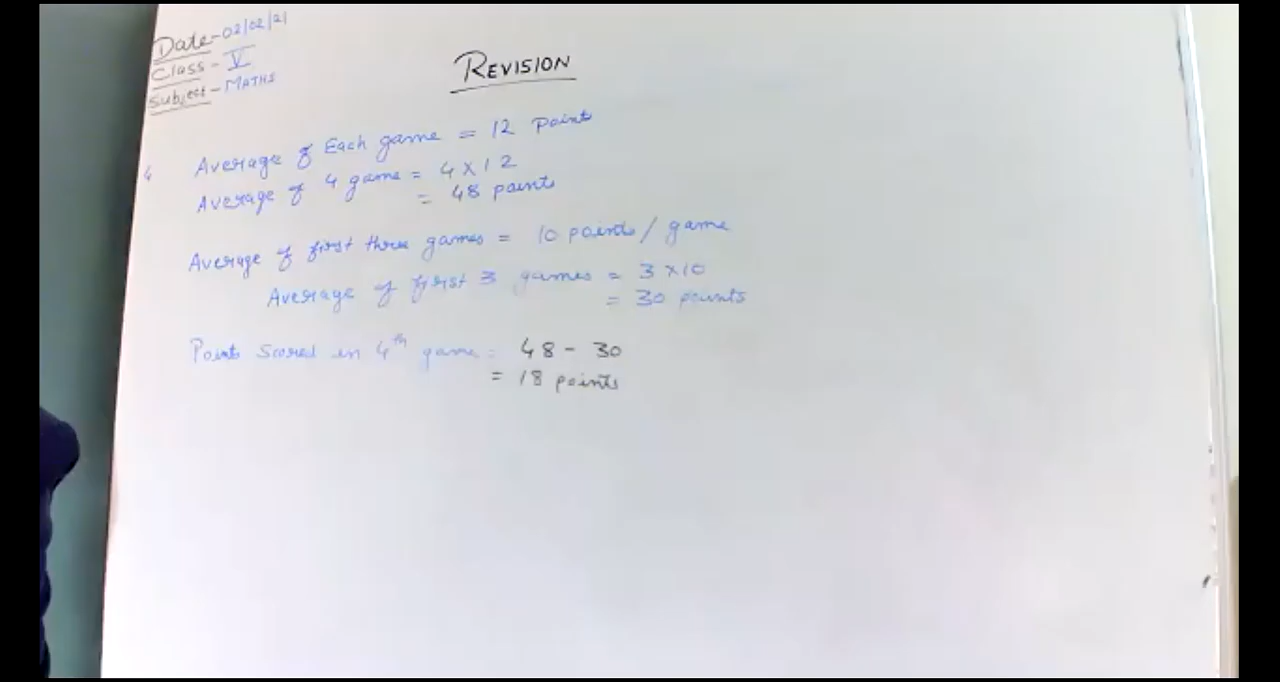 Date-02/02/21
Class - V
Subject - MATHS
REVISION
4 Average of Each game = 12 Points
Average of 4 game = 4 X 12
= 48 points
Average of first three games = 10 points / game
Average of first 3 games = 3 x 10
= 30 points
Points Scored in 4th game = 48 - 30
= 18 points